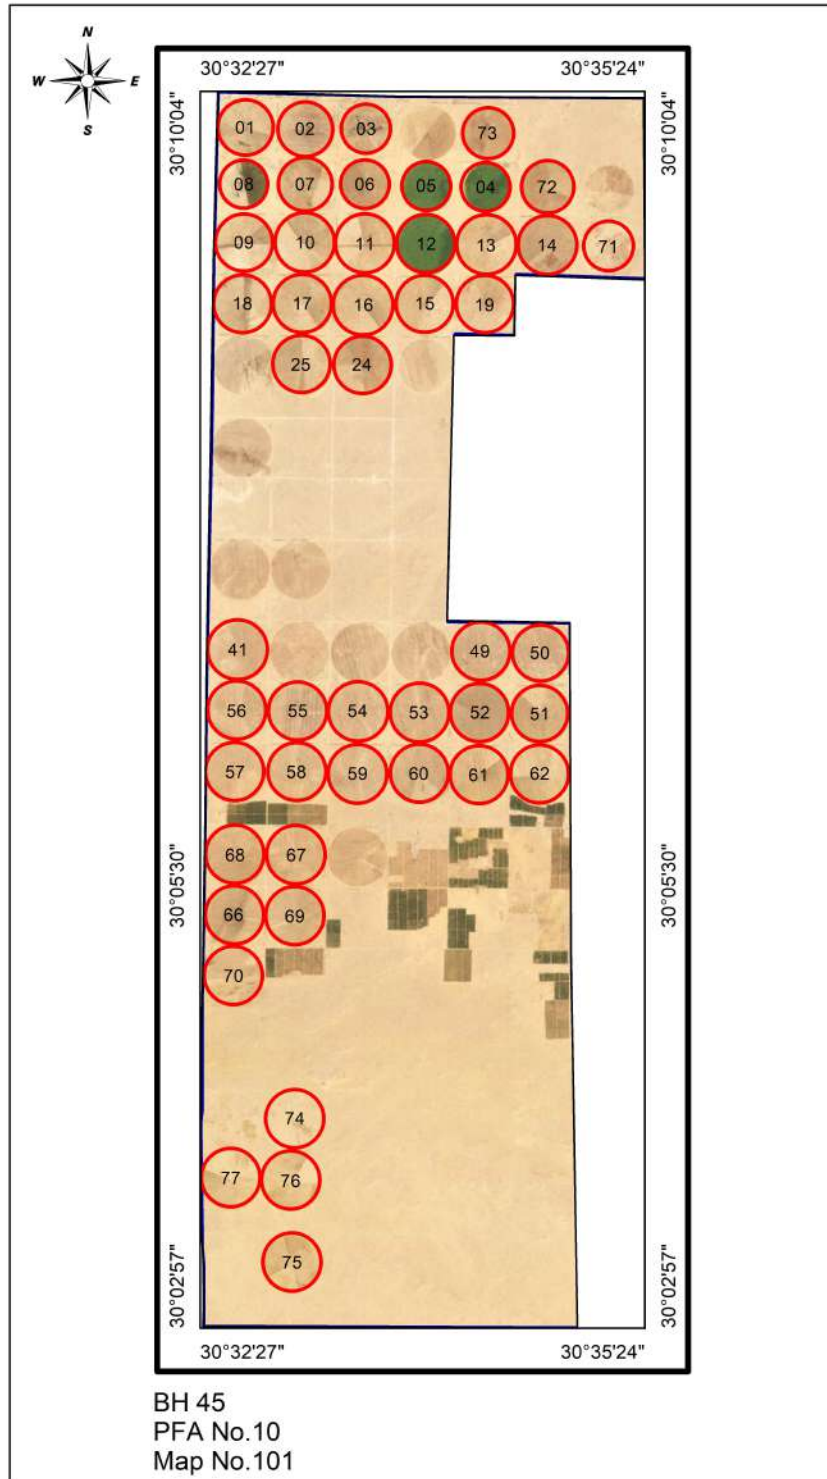 N
W E
S
30°32'27" 30°35'24"
30°10'04" 30°10'04"
01 02 03 73
08 07 06 05 04 72
09 10 11 12 13 14 71
18 17 16 15 19
25 24
41 49 50
56 55 54 53 52 51
57 58 59 60 61 62
68 67
30°05'30" 30°05'30"
66 69
70
74
77 76
75
30°02'57" 30°02'57"
30°32'27" 30°35'24"
BH 45
PFA No.10
Map No.101